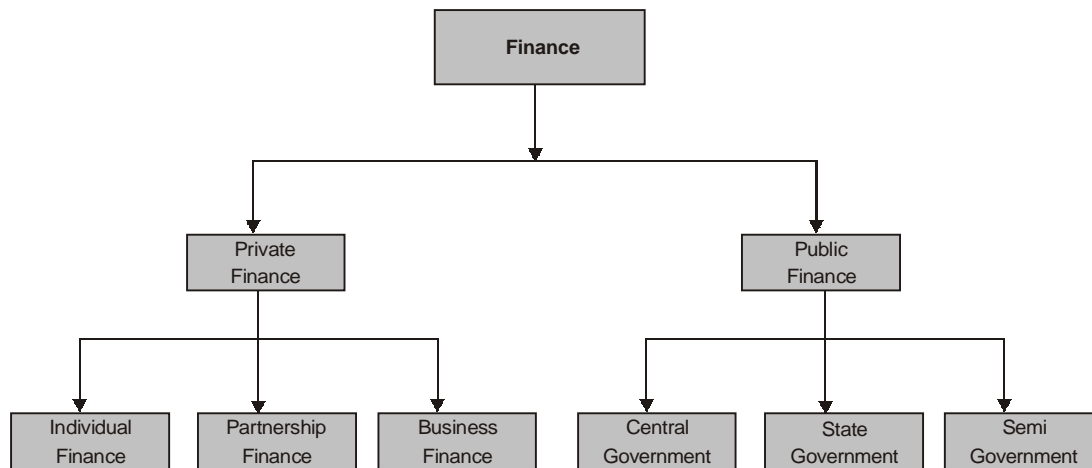 Finance
Private
Finance
Public
Finance
Individual
Finance
Partnership
Finance
Business
Finance
Central
Government
State
Government
Semi
Government